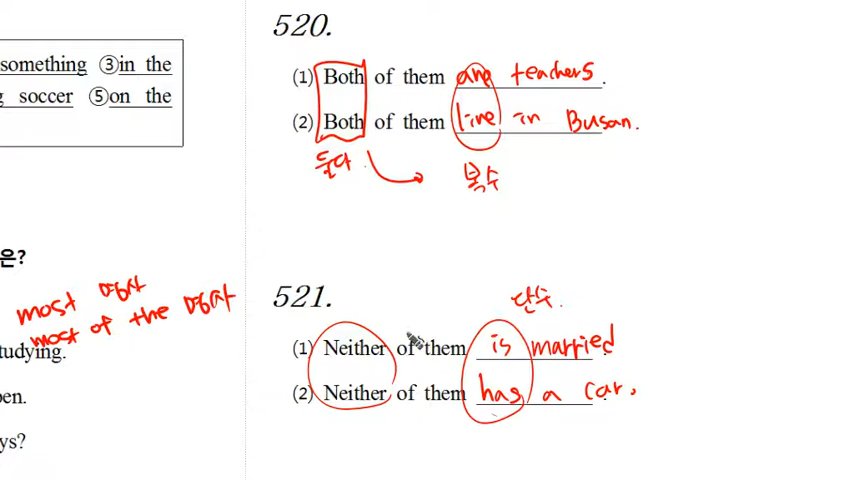 something ③in the
soccer ⑤on the
은?
most 명사
most of the 명사
tudying.
pen.
ys?
520.
(1) Both of them are teachers.
(2) Both of them live in Busan.
둘다
복수
521.
단수.
(1) Neither of them is married.
(2) Neither of them has a car.